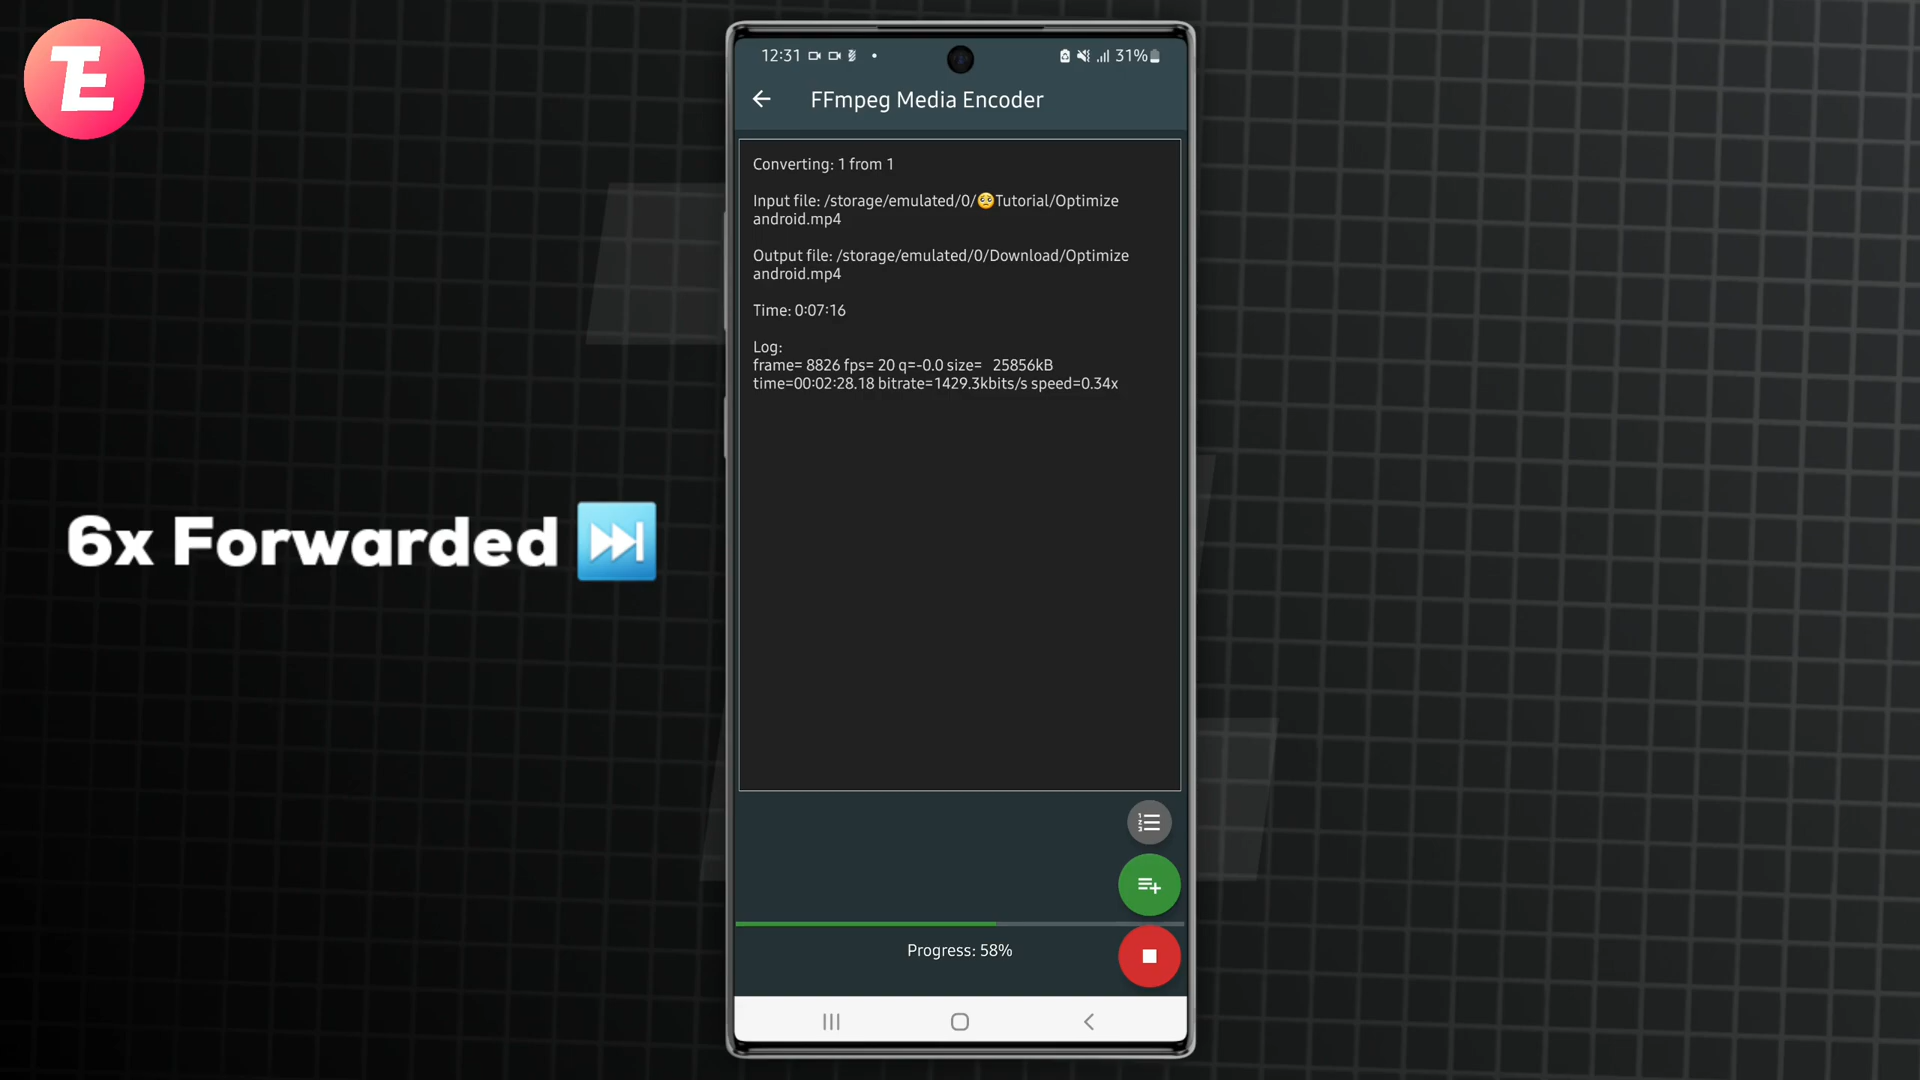 TE
12:31
31%
FFmpeg Media Encoder
Converting: 1 from 1
Input file: /storage/emulated/0/🥺Tutorial/Optimize
android.mp4
Output file: /storage/emulated/0/Download/Optimize
android.mp4
Time: 0:07:16
Log:
frame= 8826 fps= 20 q=-0.0 size=   25856kB
time=00:02:28.18 bitrate=1429.3kbits/s speed=0.34x
6x Forwarded ⏭️
Progress: 58%